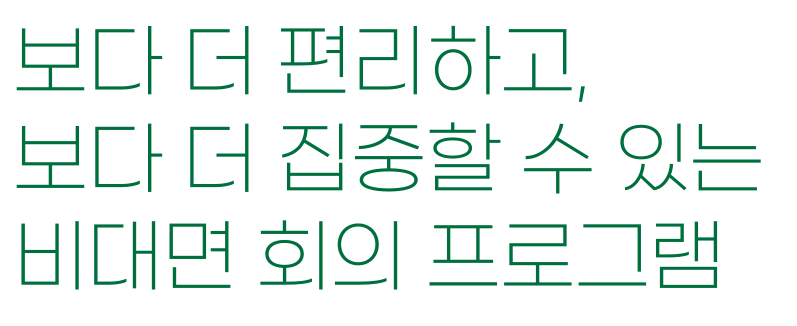 보다 더 편리하고,
보다 더 집중할 수 있는
비대면 회의 프로그램